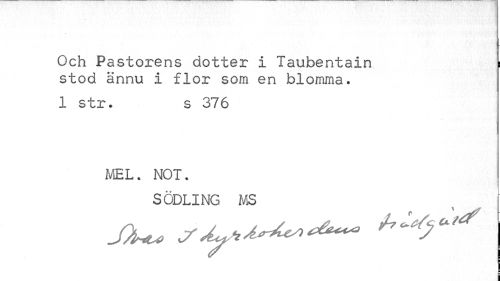 Och Pastorens dotter i Taubentain
stod ännu i flor som en blomma.
1 str. s 376
MEL. NOT.
SÖDLING MS
I kyrkoherdens trädgård